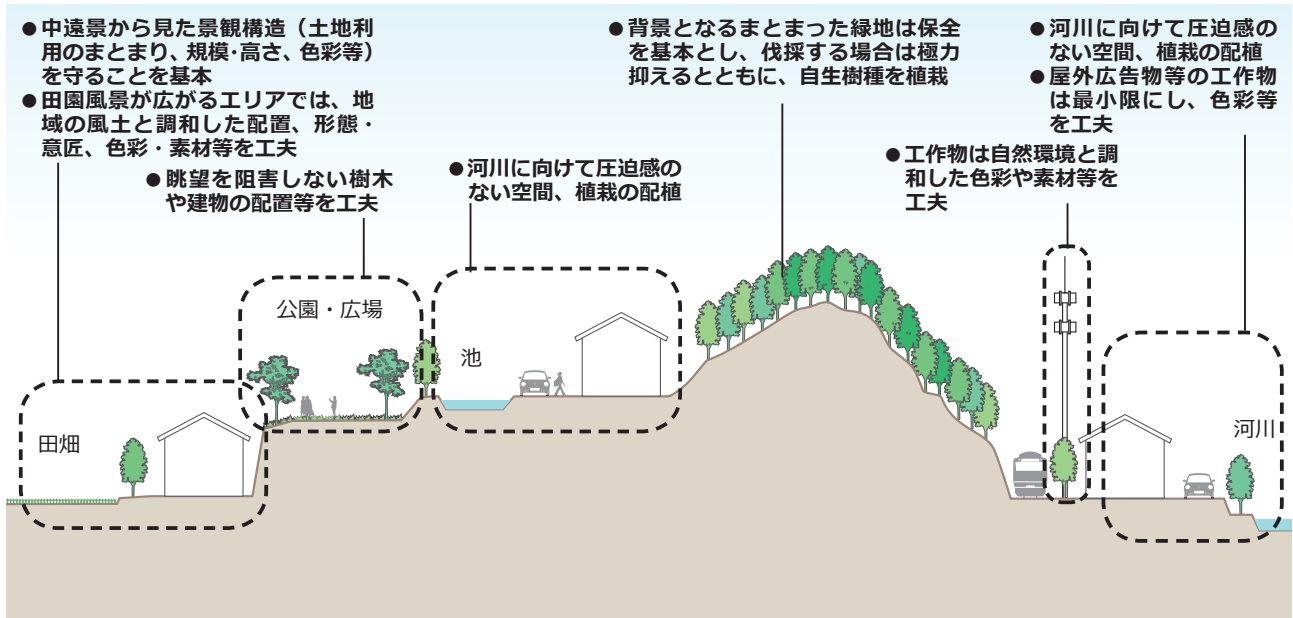 ●中遠景から見た景観構造（土地利
用のまとまり、規模･高さ、色彩等）
を守ることを基本
●田園風景が広がるエリアでは、地
域の風土と調和した配置、形態・
意匠、色彩・素材等を工夫
●眺望を阻害しない樹木
や建物の配置等を工夫
●河川に向けて圧迫感の
ない空間、植栽の配植
●背景となるまとまった緑地は保全
を基本とし、伐採する場合は極力
抑えるとともに、自生樹種を植栽
●河川に向けて圧迫感の
ない空間、植栽の配植
●屋外広告物等の工作物
は最小限にし、色彩等
を工夫
●工作物は自然環境と調
和した色彩や素材等を
工夫
公園・広場
池
田畑
河川